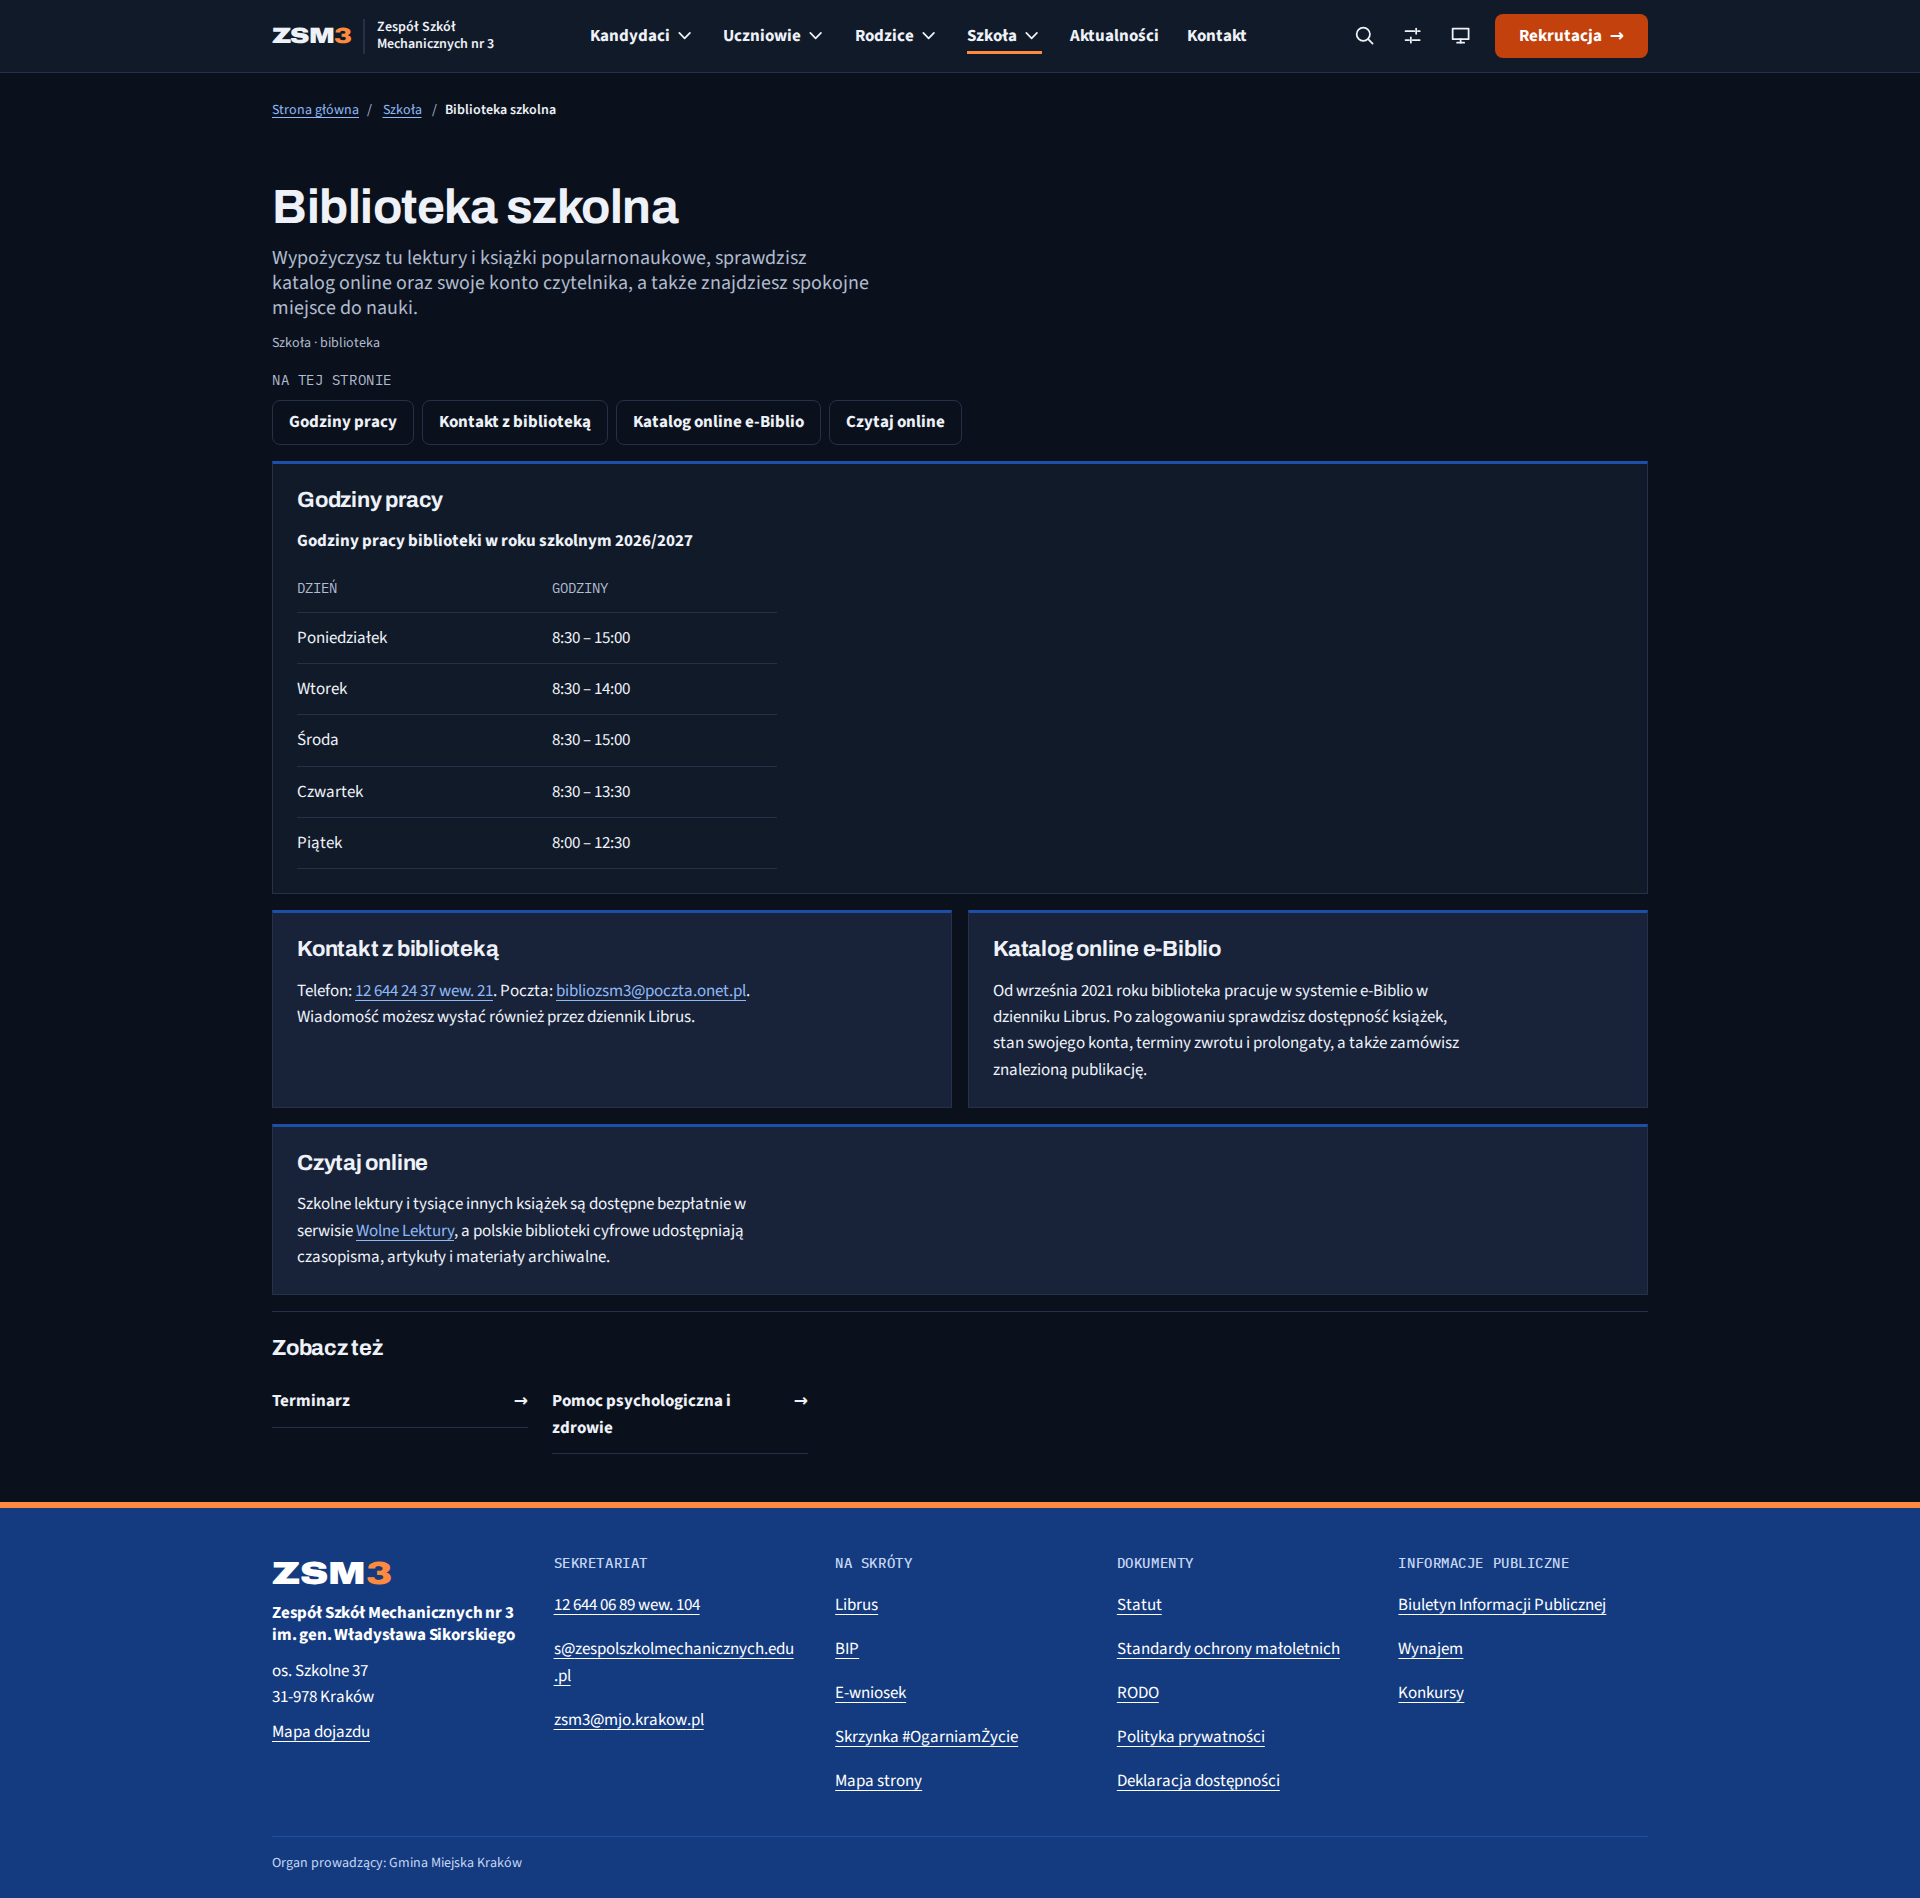 ZSM3
Zespół Szkół
Mechanicznych nr 3
Kandydaci
Uczniowie
Rodzice
Szkoła
Aktualności
Kontakt
Rekrutacja →
Strona główna / Szkoła / Biblioteka szkolna
Biblioteka szkolna
Wypożyczysz tu lektury i książki popularnonaukowe, sprawdzisz
katalog online oraz swoje konto czytelnika, a także znajdziesz spokojne
miejsce do nauki.
Szkoła · biblioteka
NA TEJ STRONIE
Godziny pracy
Kontakt z biblioteką
Katalog online e-Biblio
Czytaj online
Godziny pracy
Godziny pracy biblioteki w roku szkolnym 2026/2027
DZIEŃ GODZINY
Poniedziałek 8:30 – 15:00
Wtorek 8:30 – 14:00
Środa 8:30 – 15:00
Czwartek 8:30 – 13:30
Piątek 8:00 – 12:30
Kontakt z biblioteką
Telefon: 12 644 24 37 wew. 21. Poczta: bibliozsm3@poczta.onet.pl.
Wiadomość możesz wysłać również przez dziennik Librus.
Katalog online e-Biblio
Od września 2021 roku biblioteka pracuje w systemie e-Biblio w
dzienniku Librus. Po zalogowaniu sprawdzisz dostępność książek,
stan swojego konta, terminy zwrotu i prolongaty, a także zamówisz
znalezioną publikację.
Czytaj online
Szkolne lektury i tysiące innych książek są dostępne bezpłatnie w
serwisie Wolne Lektury, a polskie biblioteki cyfrowe udostępniają
czasopisma, artykuły i materiały archiwalne.
Zobacz też
Terminarz →
Pomoc psychologiczna i →
zdrowie
ZSM3
Zespół Szkół Mechanicznych nr 3
im. gen. Władysława Sikorskiego
os. Szkolne 37
31-978 Kraków
Mapa dojazdu
SEKRETARIAT
12 644 06 89 wew. 104
s@zespolszkolmechanicznych.edu
.pl
zsm3@mjo.krakow.pl
NA SKRÓTY
Librus
BIP
E-wniosek
Skrzynka #OgarniamŻycie
Mapa strony
DOKUMENTY
Statut
Standardy ochrony małoletnich
RODO
Polityka prywatności
Deklaracja dostępności
INFORMACJE PUBLICZNE
Biuletyn Informacji Publicznej
Wynajem
Konkursy
Organ prowadzący: Gmina Miejska Kraków